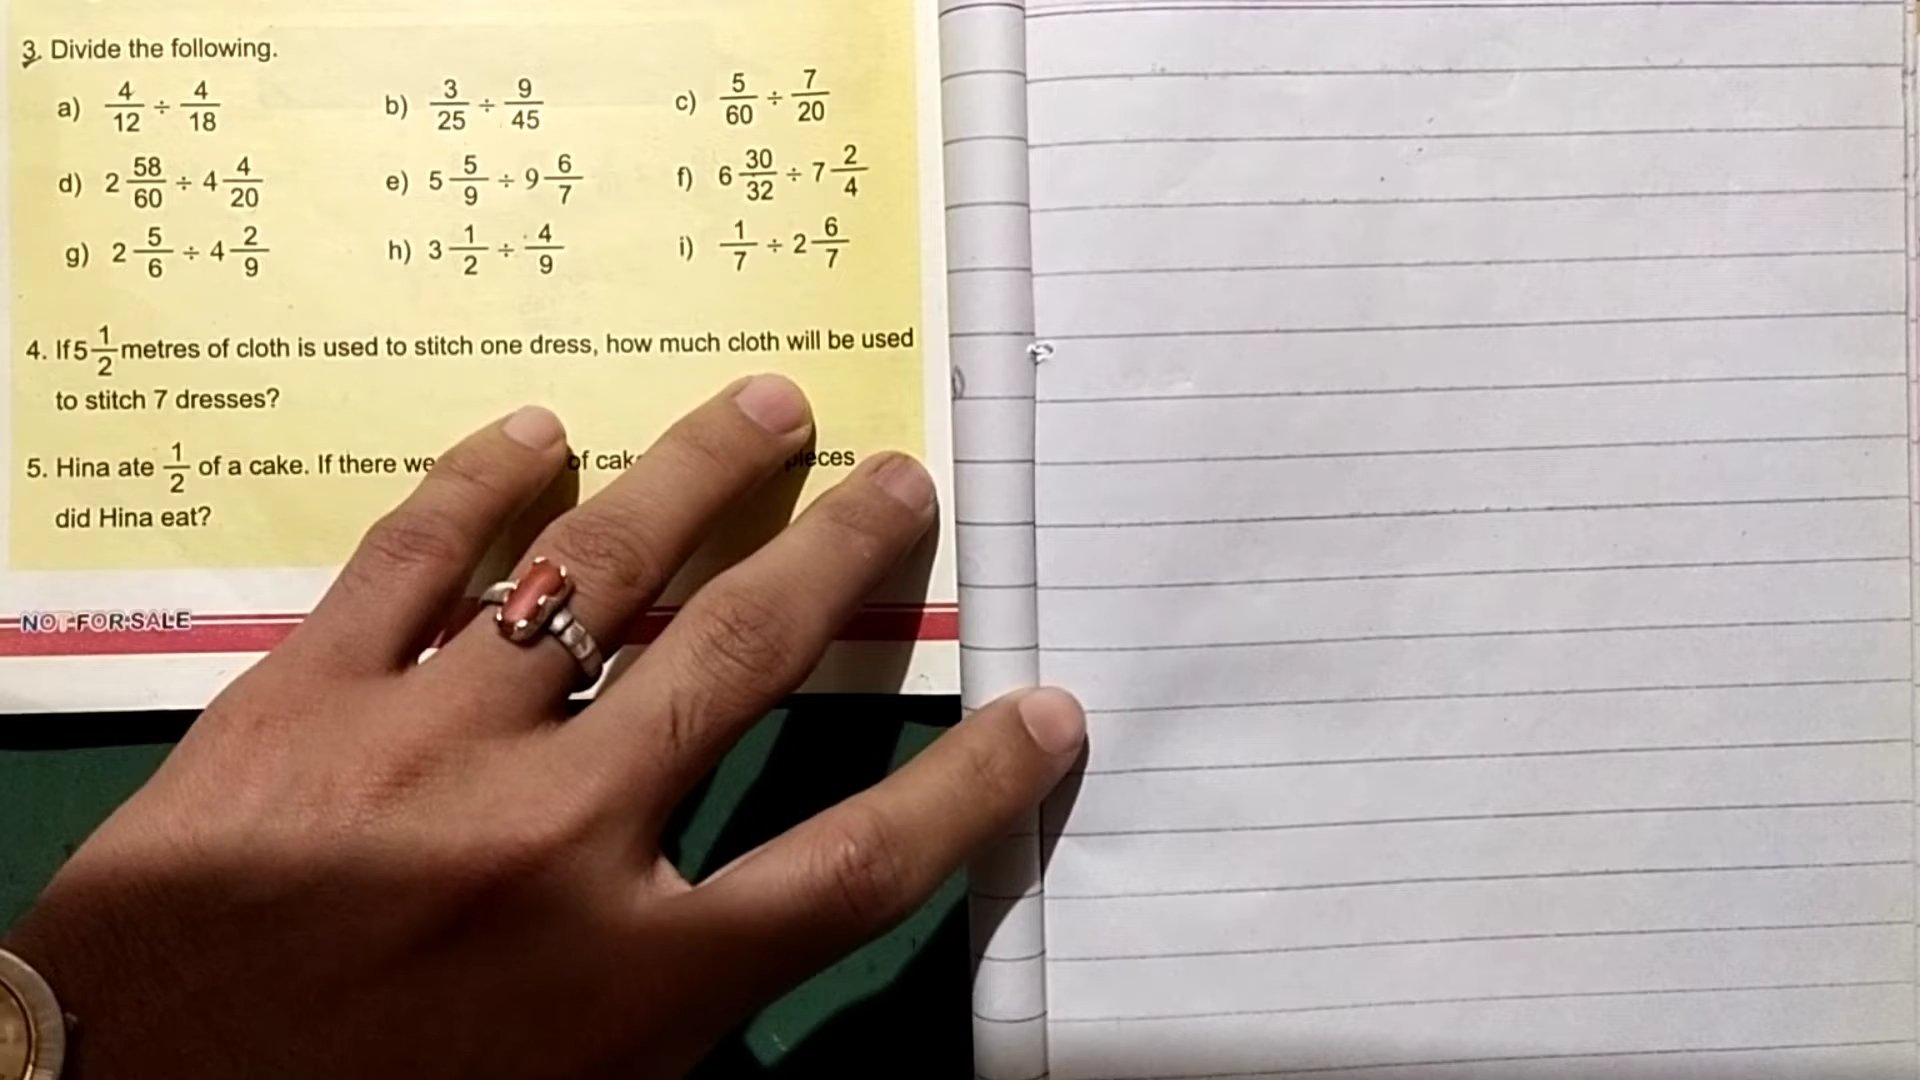 3. Divide the following.
a) 4/12 ÷ 4/18 b) 3/25 ÷ 9/45 c) 5/60 ÷ 7/20
d) 2 58/60 ÷ 4 4/20 e) 5 5/9 ÷ 9 6/7 f) 6 30/32 ÷ 7 2/4
g) 2 5/6 ÷ 4 2/9 h) 3 1/2 ÷ 4/9 i) 1/7 ÷ 2 6/7
4. If 5 1/2 metres of cloth is used to stitch one dress, how much cloth will be used
to stitch 7 dresses?
5. Hina ate 1/2 of a cake. If there of pieces
did Hina eat?
NOT FOR SALE